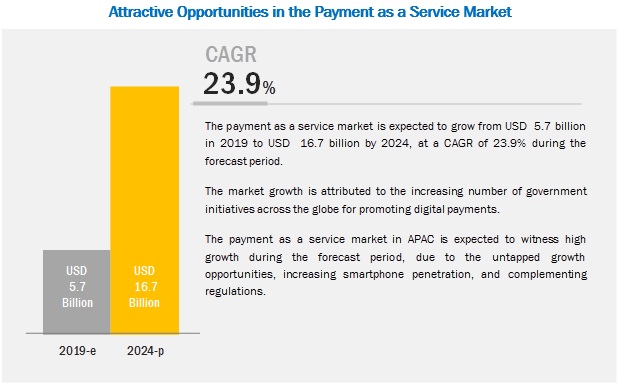 Attractive Opportunities in the Payment as a Service Market
CAGR
23.9%
The payment as a service market is expected to grow from USD 5.7 billion
in 2019 to USD 16.7 billion by 2024, at a CAGR of 23.9% during the
forecast period.
The market growth is attributed to the increasing number of government
initiatives across the globe for promoting digital payments.
The payment as a service market in APAC is expected to witness high
growth during the forecast period, due to the untapped growth
opportunities, increasing smartphone penetration, and complementing
regulations.
USD
5.7
Billion
USD
16.7
Billion
2019-e
2024-p